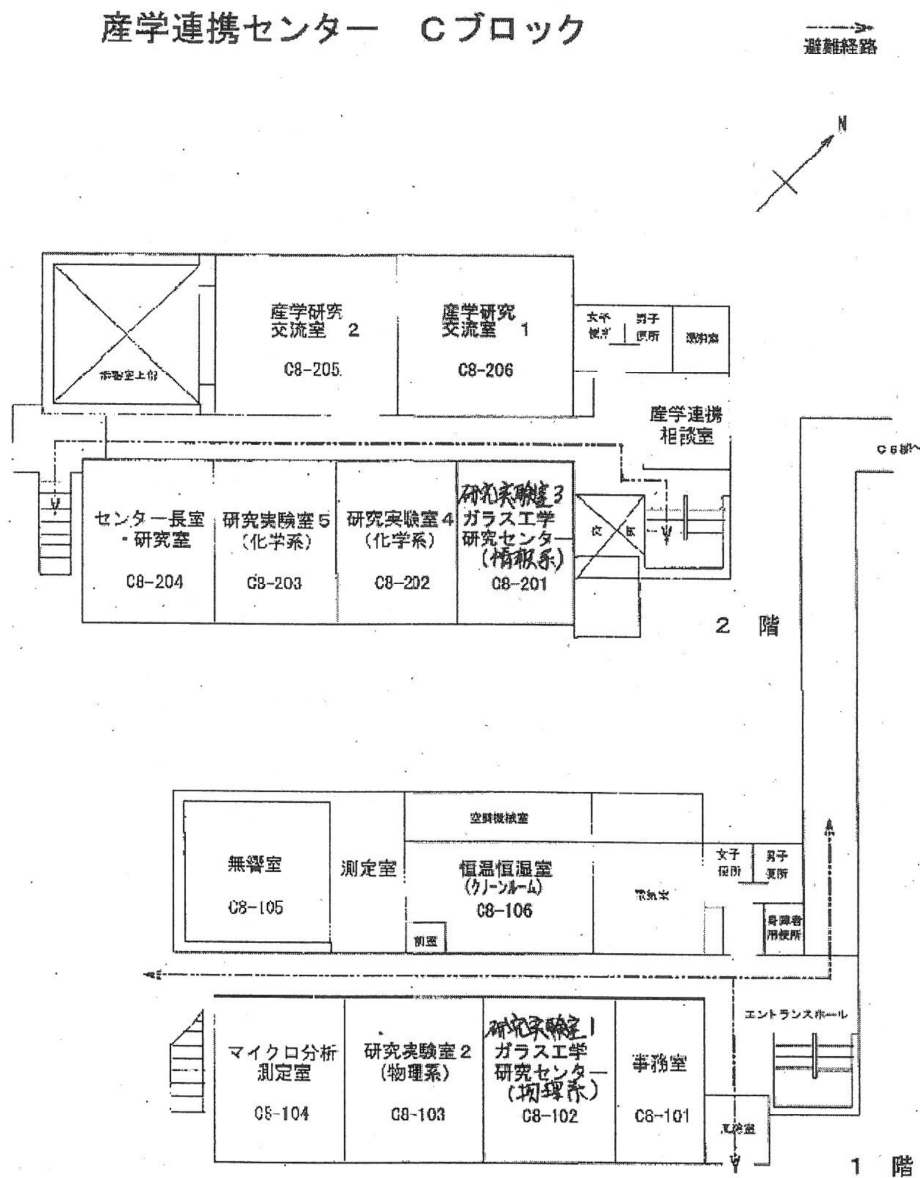 産学連携センター Cブロック
避難経路
N
産学研究
交流室 2
C8-205
産学研究
交流室 1
C8-206
女子
便所
男子
便所
無響室上部
産学連携
相談室
センター長室
・研究室
C8-204
研究実験室5
(化学系)
C8-203
研究実験室4
(化学系)
C8-202
研究実験室3
ガラス工学
研究センター
(情報系)
C8-201
2 階
無響室
C8-105
測定室
空調機械室
恒温恒湿室
(クリーンルーム)
C8-106
前室
電気室
女子
便所
男子
便所
身障者
用便所
エントランスホール
マイクロ分析
測定室
C8-104
研究実験室2
(物理系)
C8-103
研究実験室1
ガラス工学
研究センター
(物理系)
C8-102
事務室
C8-101
1 階